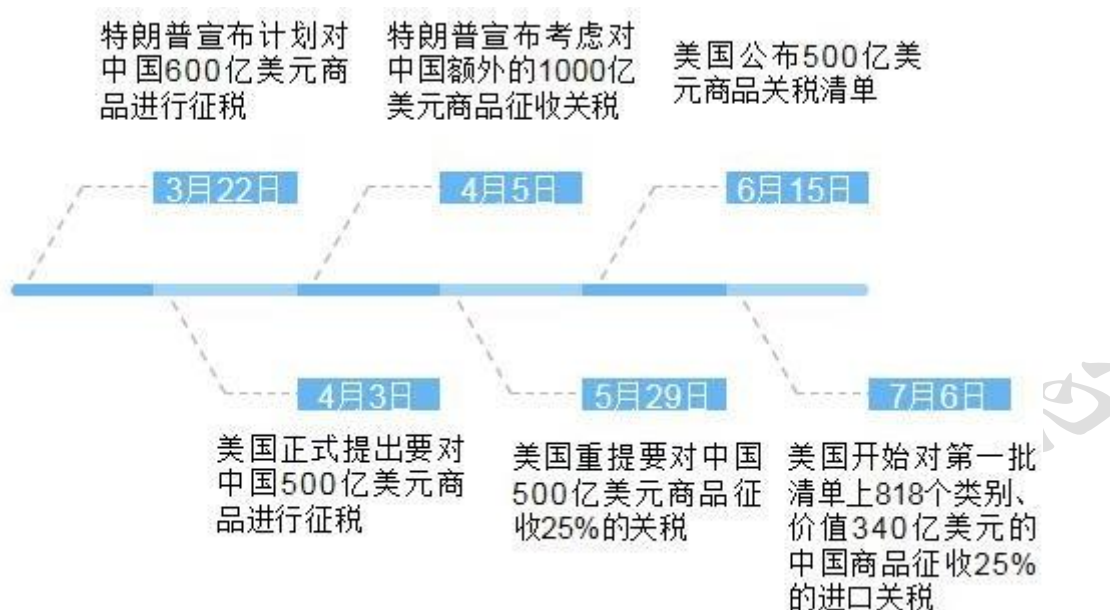 特朗普宣布计划对
中国600亿美元商
品进行征税
3月22日
特朗普宣布考虑对
中国额外的1000亿
美元商品征收关税
4月5日
美国公布500亿美
元商品关税清单
6月15日
4月3日
美国正式提出要对
中国500亿美元商
品进行征税
5月29日
美国重提要对中国
500亿美元商品征
收25%的关税
7月6日
美国开始对第一批
清单上818个类别、
价值340亿美元的
中国商品征收25%
的进口关税